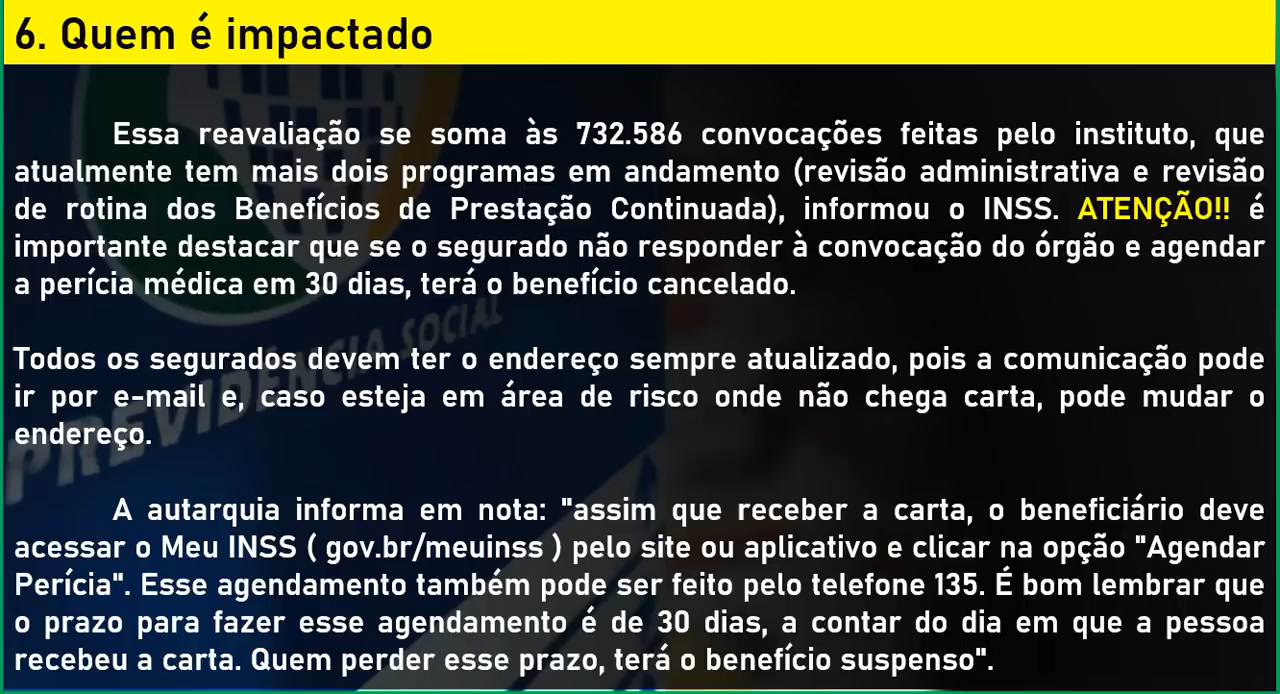 6. Quem é impactado
Essa reavaliação se soma às 732.586 convocações feitas pelo instituto, que
atualmente tem mais dois programas em andamento (revisão administrativa e revisão
de rotina dos Benefícios de Prestação Continuada), informou o INSS. ATENÇÃO!! é
importante destacar que se o segurado não responder à convocação do órgão e agendar
a perícia médica em 30 dias, terá o benefício cancelado.
Todos os segurados devem ter o endereço sempre atualizado, pois a comunicação pode
ir por e-mail e, caso esteja em área de risco onde não chega carta, pode mudar o
endereço.
A autarquia informa em nota: "assim que receber a carta, o beneficiário deve
acessar o Meu INSS ( gov.br/meuinss ) pelo site ou aplicativo e clicar na opção "Agendar
Perícia". Esse agendamento também pode ser feito pelo telefone 135. É bom lembrar que
o prazo para fazer esse agendamento é de 30 dias, a contar do dia em que a pessoa
recebeu a carta. Quem perder esse prazo, terá o benefício suspenso".
PREVIDÊNCIA SOCIAL